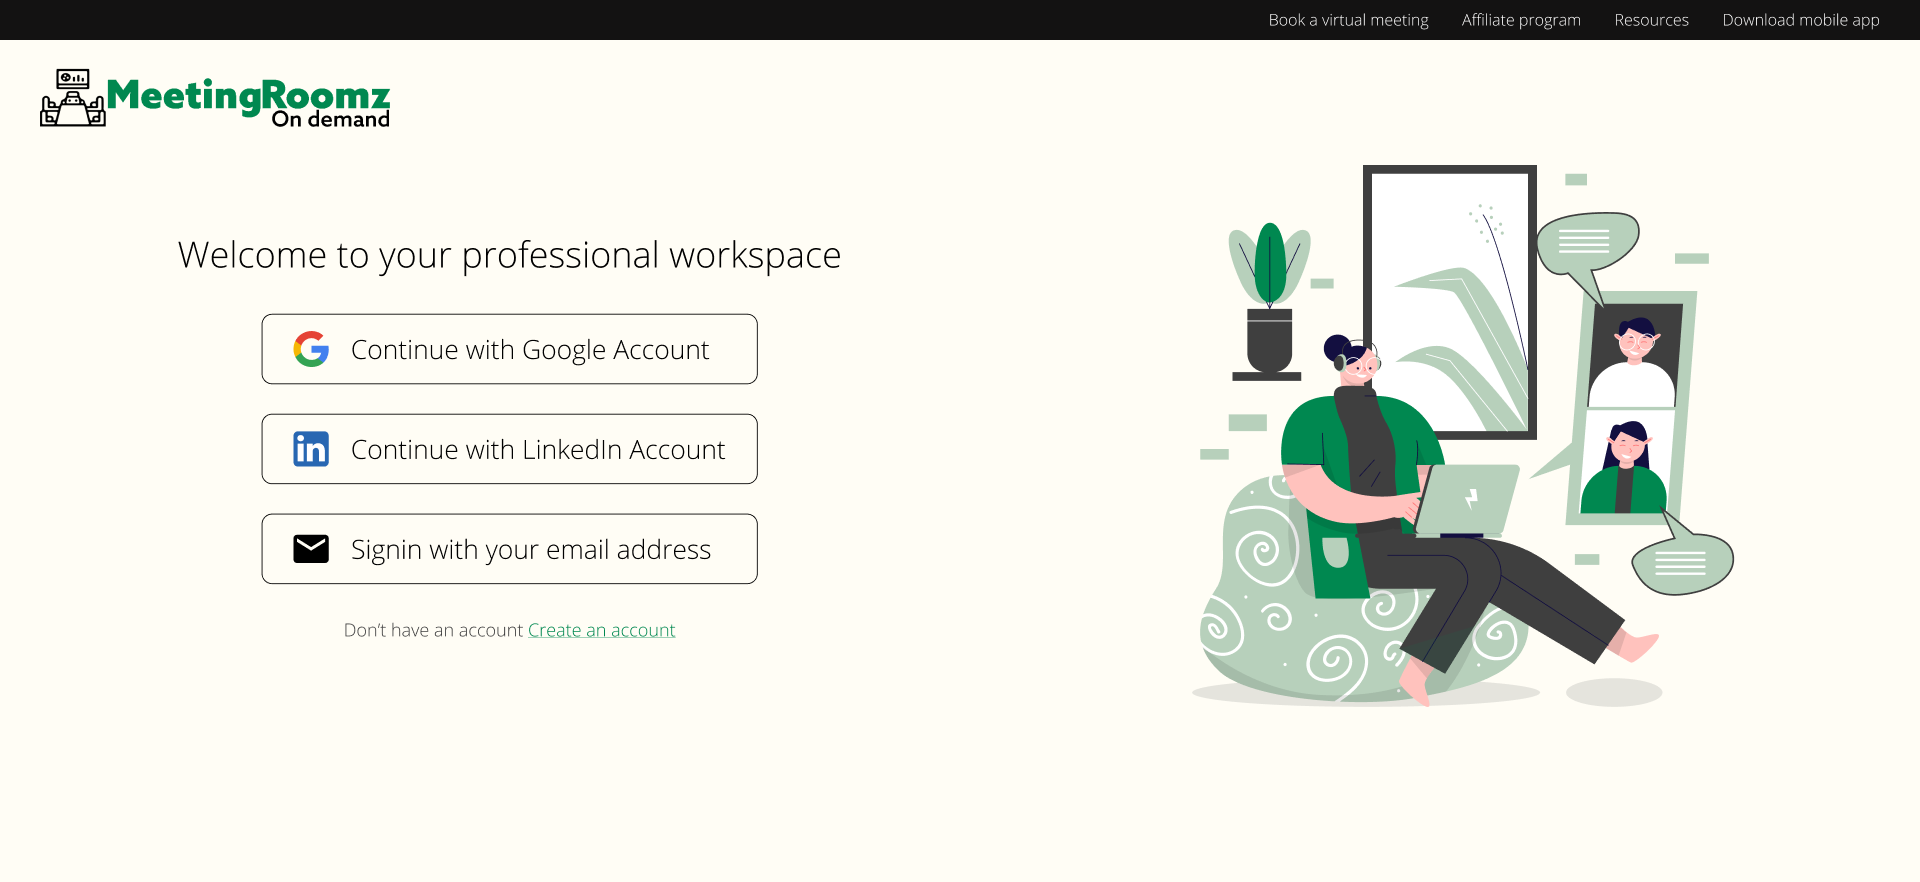 Book a virtual meeting Affiliate program Resources Download mobile app
MeetingRoomz
On demand
Welcome to your professional workspace
Continue with Google Account
in Continue with LinkedIn Account
Signin with your email address
Don't have an account Create an account